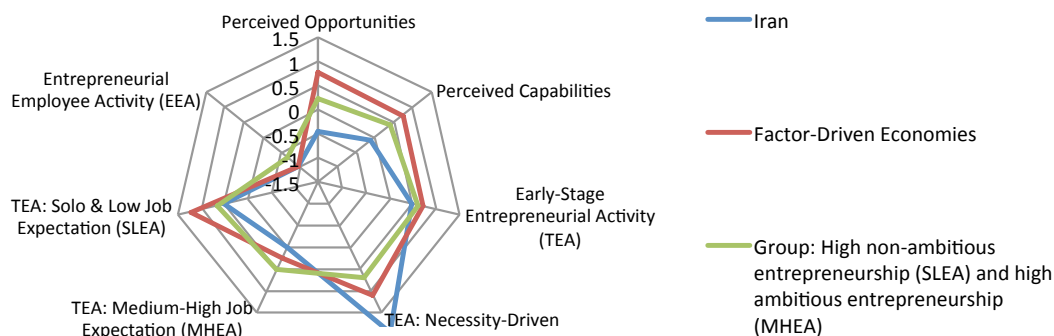 Perceived Opportunities
1.5
1
0.5
0
-0.5
-1
-1.5
Perceived Capabilities
Early-Stage
Entrepreneurial Activity
(TEA)
TEA: Necessity-Driven
TEA: Medium-High Job
Expectation (MHEA)
TEA: Solo & Low Job
Expectation (SLEA)
Entrepreneurial
Employee Activity (EEA)
Iran
Factor-Driven Economies
Group: High non-ambitious
entrepreneurship (SLEA) and high
ambitious entrepreneurship
(MHEA)